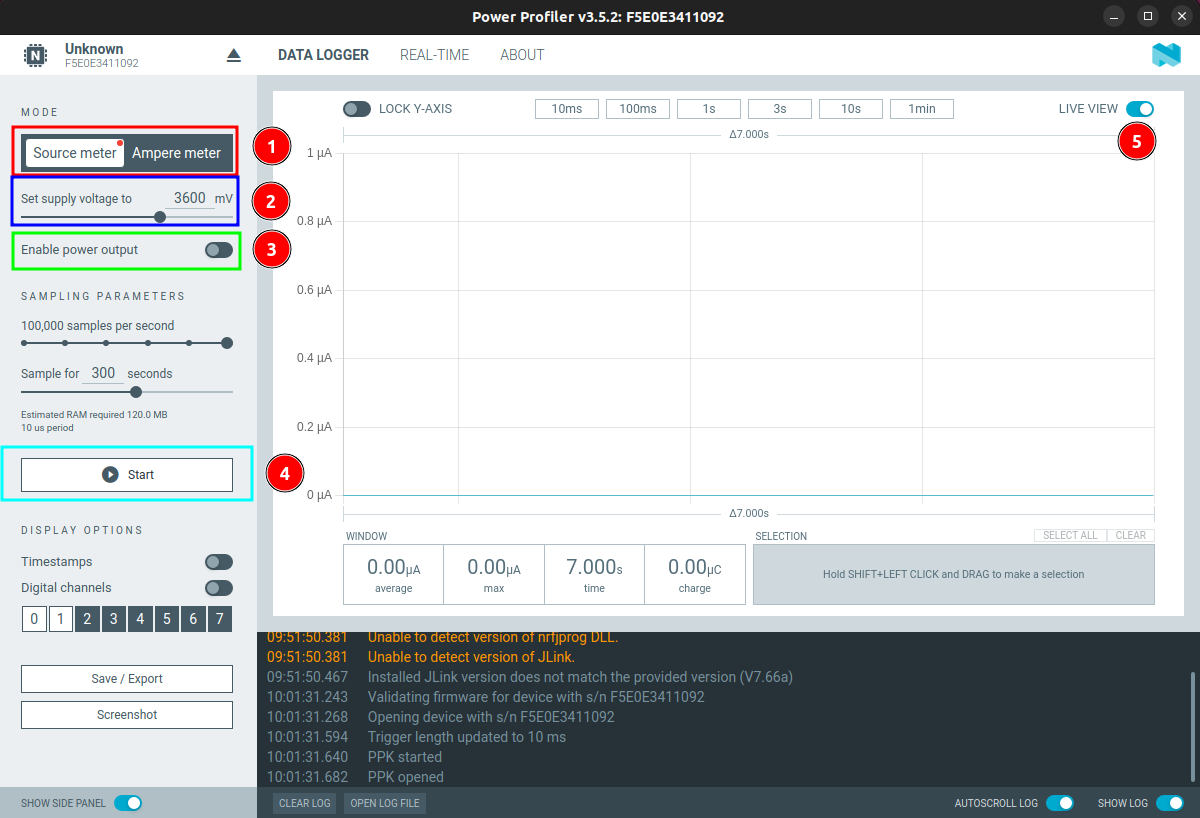 Power Profiler v3.5.2: F5E0E3411092
N
Unknown
F5E0E3411092
DATA LOGGER
REAL-TIME
ABOUT
MODE
Source meter
Ampere meter
1
Set supply voltage to 3600 mV
2
Enable power output
3
SAMPLING PARAMETERS
100,000 samples per second
Sample for 300 seconds
Estimated RAM required 120.0 MB
10 us period
Start
4
DISPLAY OPTIONS
Timestamps
Digital channels
0 1 2 3 4 5 6 7
Save / Export
Screenshot
SHOW SIDE PANEL
LOCK Y-AXIS
10ms 100ms 1s 3s 10s 1min
LIVE VIEW
5
Δ7.000s
1 µA
0.8 µA
0.6 µA
0.4 µA
0.2 µA
0 µA
Δ7.000s
WINDOW
0.00µA
average
0.00µA
max
7.000s
time
0.00µC
charge
SELECTION
SELECT ALL
CLEAR
Hold SHIFT+LEFT CLICK and DRAG to make a selection
09:51:50.381 Unable to detect version of nrfjprog DLL.
09:51:50.381 Unable to detect version of JLink.
09:51:50.467 Installed JLink version does not match the provided version (V7.66a)
10:01:31.243 Validating firmware for device with s/n F5E0E3411092
10:01:31.268 Opening device with s/n F5E0E3411092
10:01:31.594 Trigger length updated to 10 ms
10:01:31.640 PPK started
10:01:31.682 PPK opened
CLEAR LOG
OPEN LOG FILE
AUTOSCROLL LOG
SHOW LOG